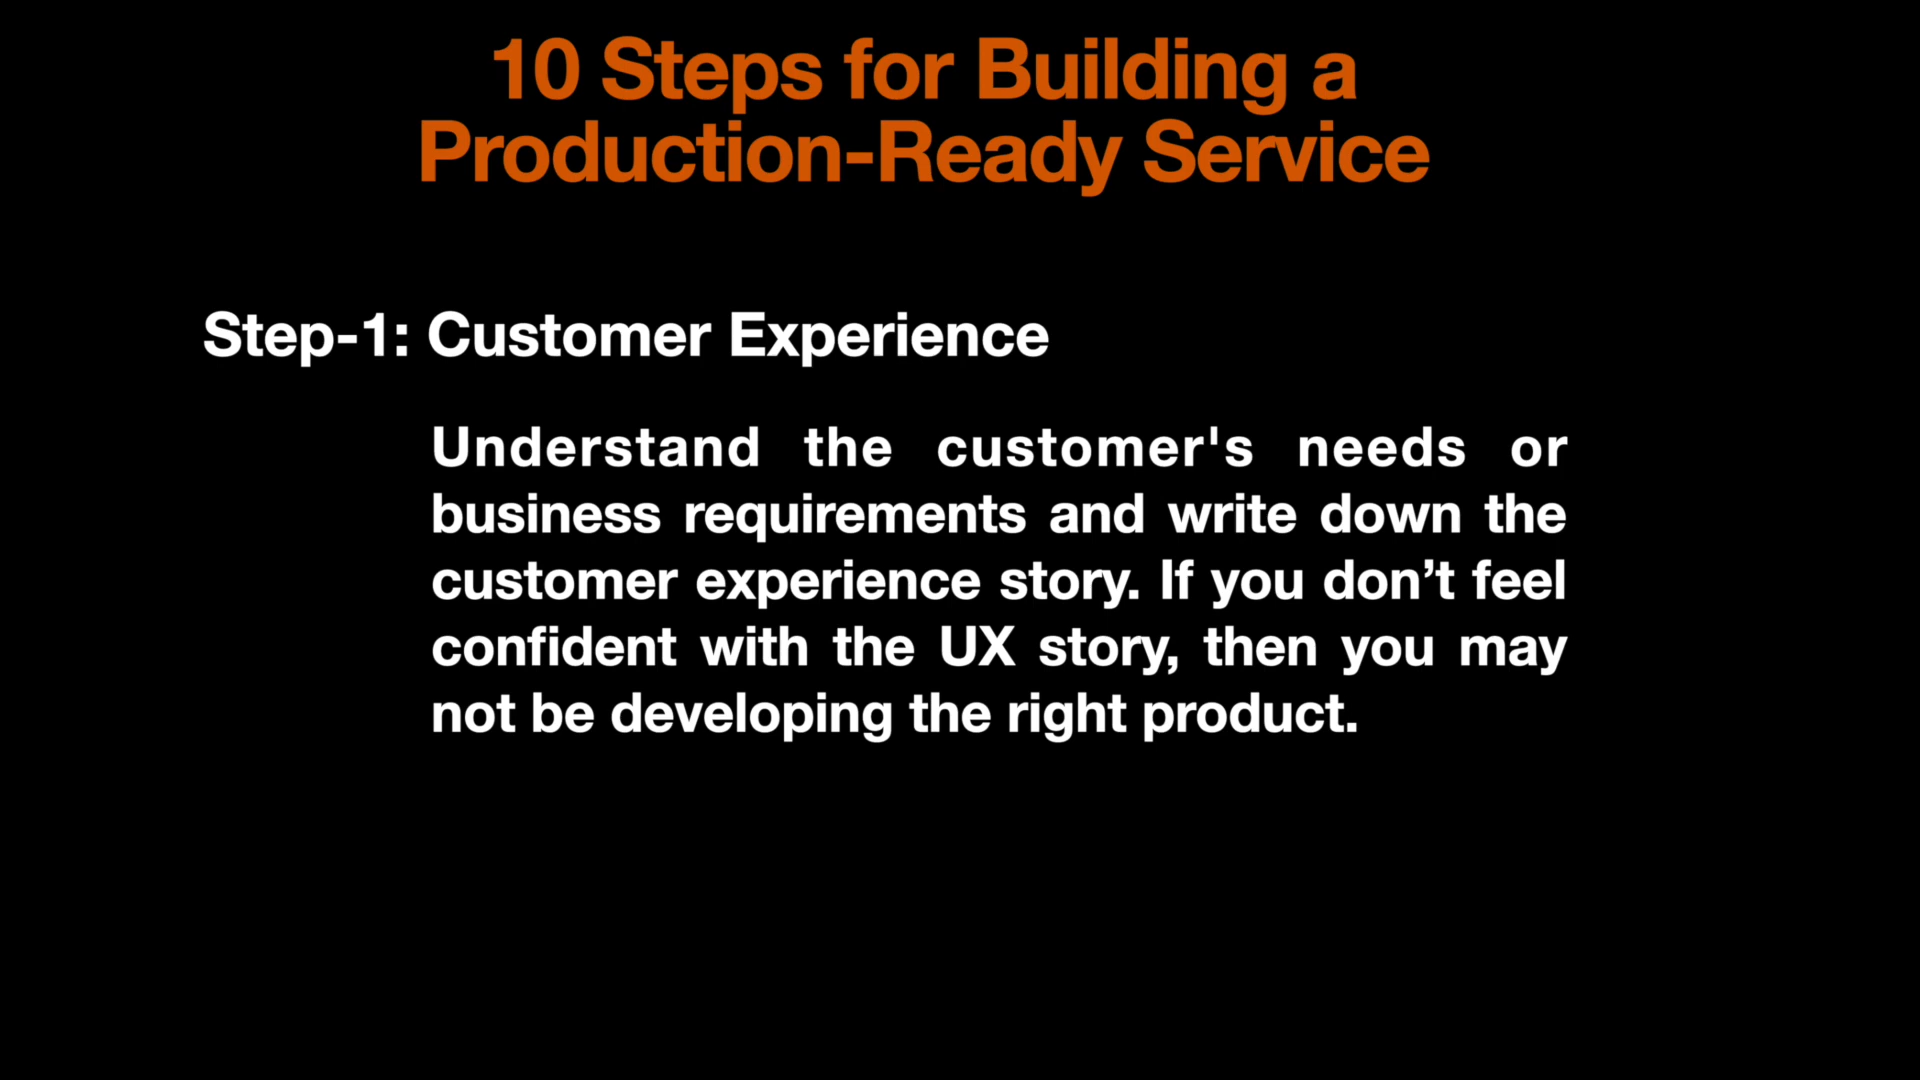 10 Steps for Building a
Production-Ready Service
Step-1: Customer Experience
Understand the customer's needs or
business requirements and write down the
customer experience story. If you don’t feel
confident with the UX story, then you may
not be developing the right product.